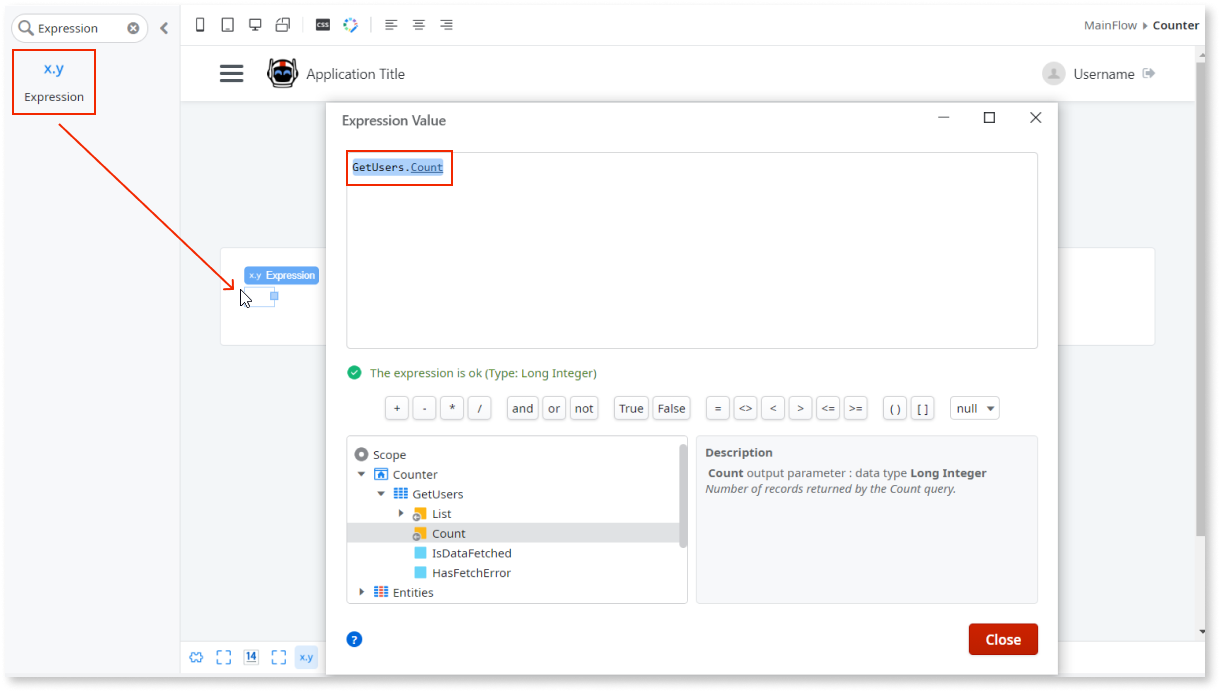 Expression
x.y
Expression
css
MainFlow Counter
Application Title
Username
Expression Value
GetUsers.Count
x.y Expression
The expression is ok (Type: Long Integer)
+ - * / and or not True False = <> < > <= >= ( ) [ ] null
Scope
Counter
GetUsers
List
Count
IsDataFetched
HasFetchError
Entities
Description
Count output parameter : data type Long Integer
Number of records returned by the Count query.
?
Close
14
x.y